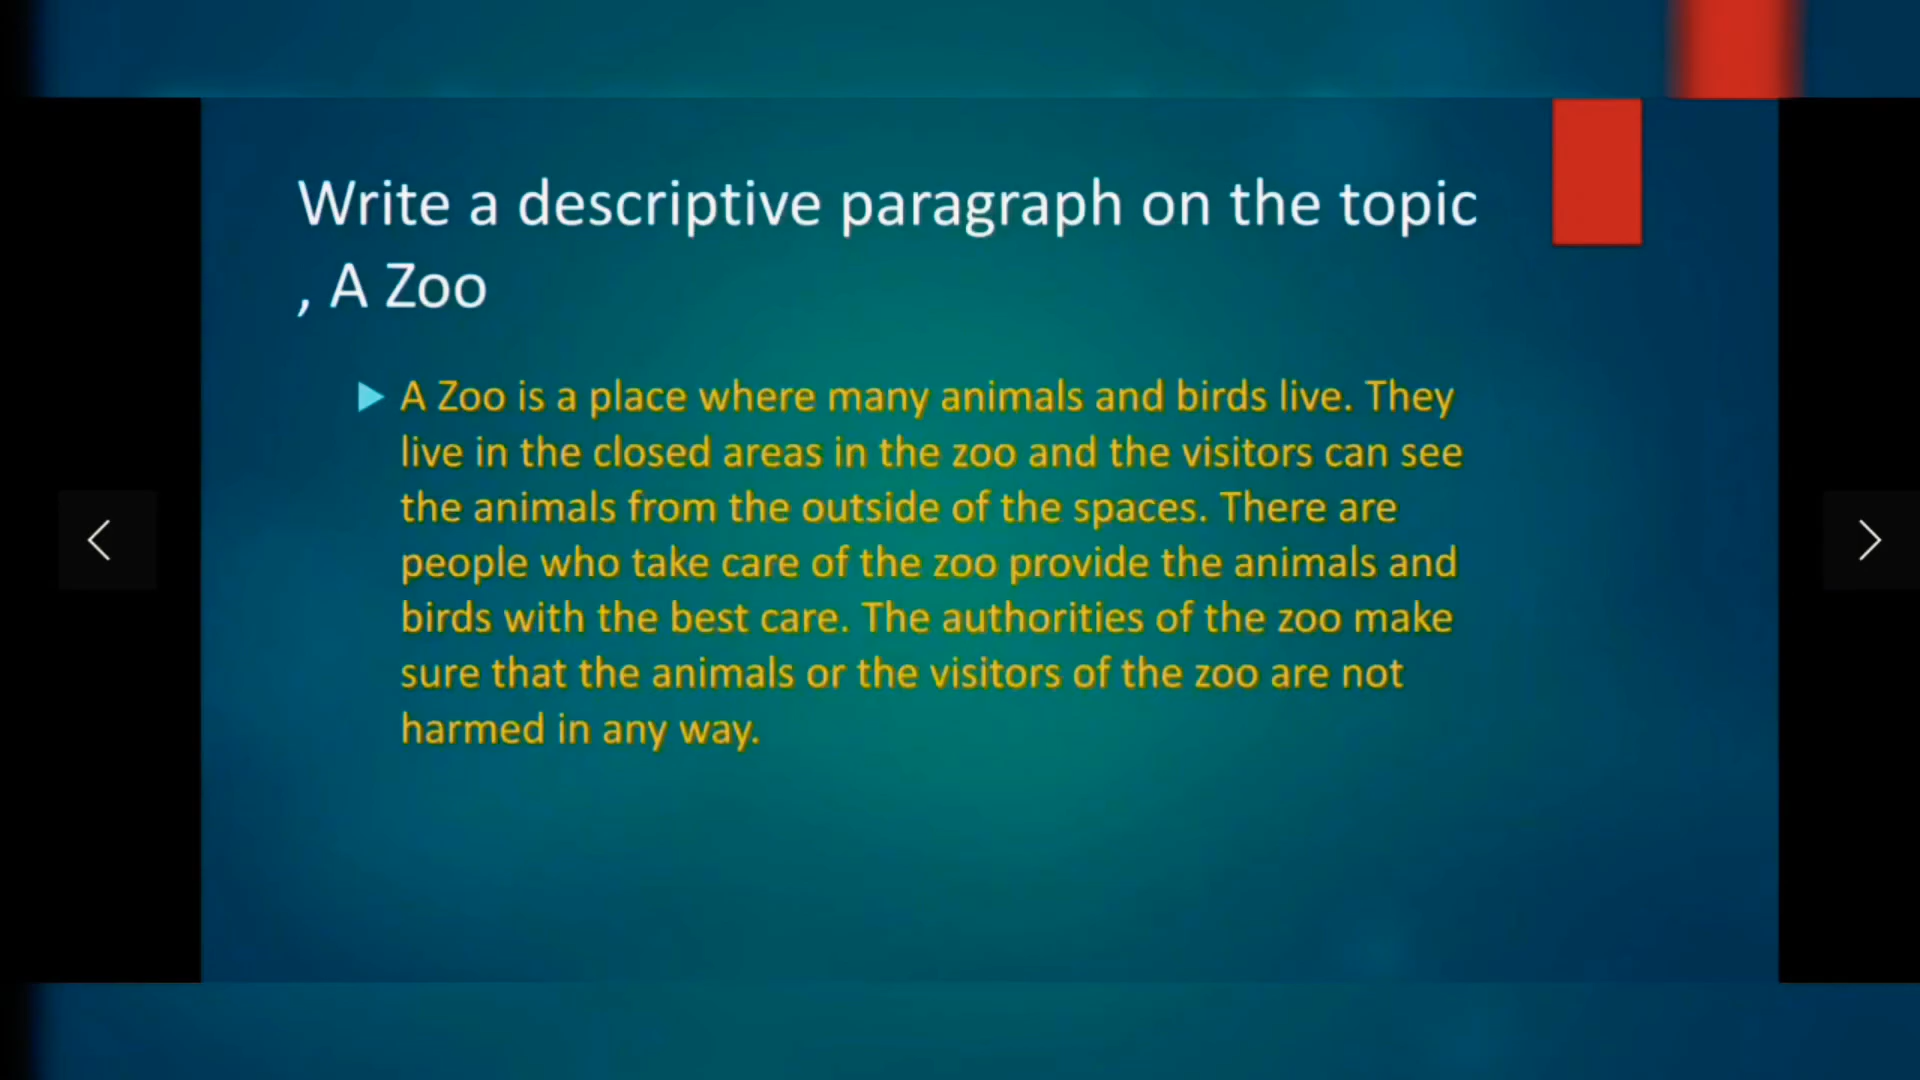 Write a descriptive paragraph on the topic
, A Zoo
A Zoo is a place where many animals and birds live. They
live in the closed areas in the zoo and the visitors can see
the animals from the outside of the spaces. There are
people who take care of the zoo provide the animals and
birds with the best care. The authorities of the zoo make
sure that the animals or the visitors of the zoo are not
harmed in any way.